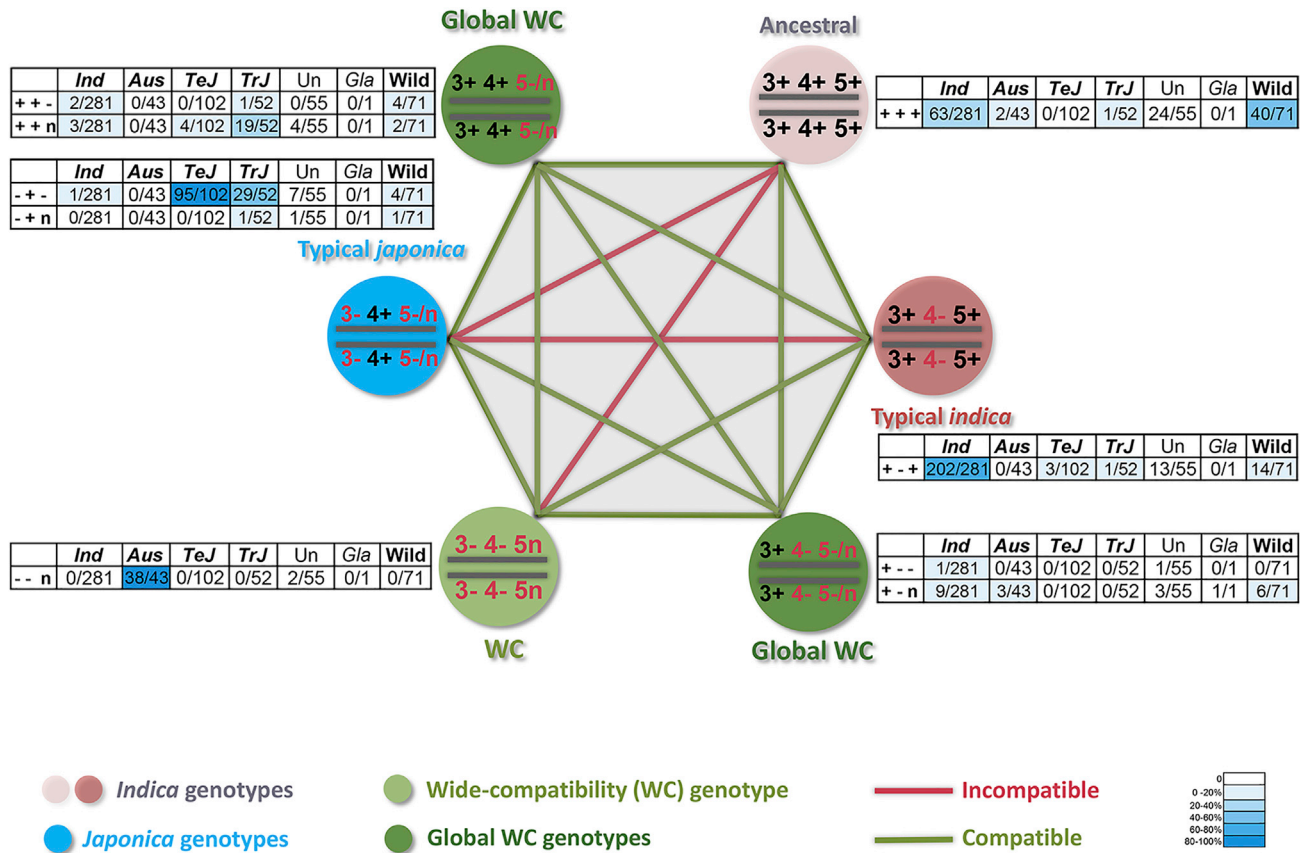 Global WC
Ancestral
Ind Aus TeJ TrJ Un Gla Wild
+ + - 2/281 0/43 0/102 1/52 0/55 0/1 4/71
+ + n 3/281 0/43 4/102 19/52 4/55 0/1 2/71
3+ 4+ 5-/n
3+ 4+ 5-/n
3+ 4+ 5+
3+ 4+ 5+
Ind Aus TeJ TrJ Un Gla Wild
+ + + 63/281 2/43 0/102 1/52 24/55 0/1 40/71
Ind Aus TeJ TrJ Un Gla Wild
- + - 1/281 0/43 95/102 29/52 7/55 0/1 4/71
- + n 0/281 0/43 0/102 1/52 1/55 0/1 1/71
Typical japonica
3- 4+ 5-/n
3- 4+ 5-/n
3+ 4- 5+
3+ 4- 5+
Typical indica
Ind Aus TeJ TrJ Un Gla Wild
+ - + 202/281 0/43 3/102 1/52 13/55 0/1 14/71
Ind Aus TeJ TrJ Un Gla Wild
- - n 0/281 38/43 0/102 0/52 2/55 0/1 0/71
3- 4- 5n
3- 4- 5n
WC
3+ 4- 5-/n
3+ 4- 5-/n
Global WC
Ind Aus TeJ TrJ Un Gla Wild
+ - - 1/281 0/43 0/102 0/52 1/55 0/1 0/71
+ - n 9/281 3/43 0/102 0/52 3/55 1/1 6/71
Indica genotypes
Wide-compatibility (WC) genotype
Incompatible
Japonica genotypes
Global WC genotypes
Compatible
0
0 -20%
20-40%
40-60%
60-80%
80-100%